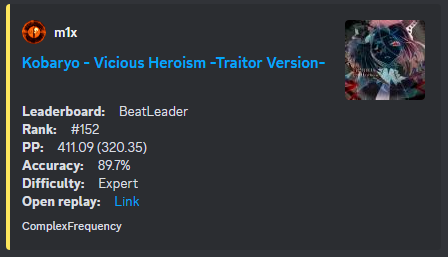 m1x
Kobaryo - Vicious Heroism -Traitor Version-
Leaderboard: BeatLeader
Rank: #152
PP: 411.09 (320.35)
Accuracy: 89.7%
Difficulty: Expert
Open replay: Link
ComplexFrequency